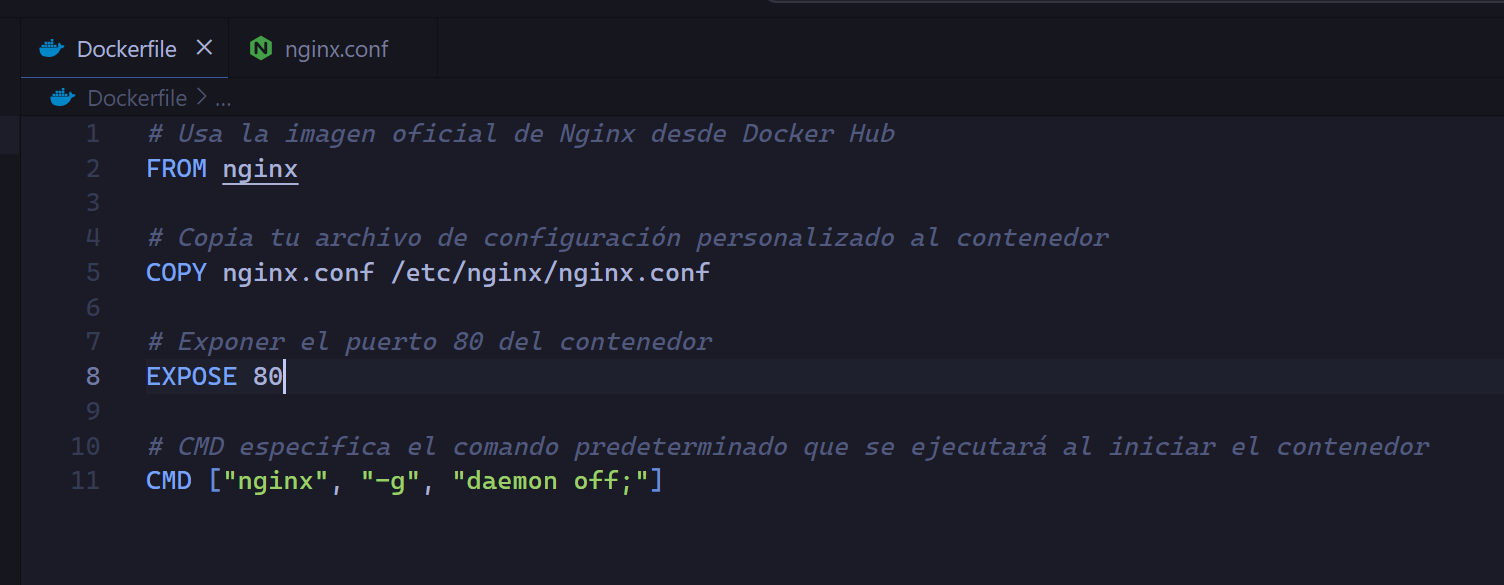 Dockerfile
nginx.conf
Dockerfile > ...
1 # Usa la imagen oficial de Nginx desde Docker Hub
2 FROM nginx
3
4 # Copia tu archivo de configuración personalizado al contenedor
5 COPY nginx.conf /etc/nginx/nginx.conf
6
7 # Exponer el puerto 80 del contenedor
8 EXPOSE 80
9
10 # CMD especifica el comando predeterminado que se ejecutará al iniciar el contenedor
11 CMD ["nginx", "-g", "daemon off;"]